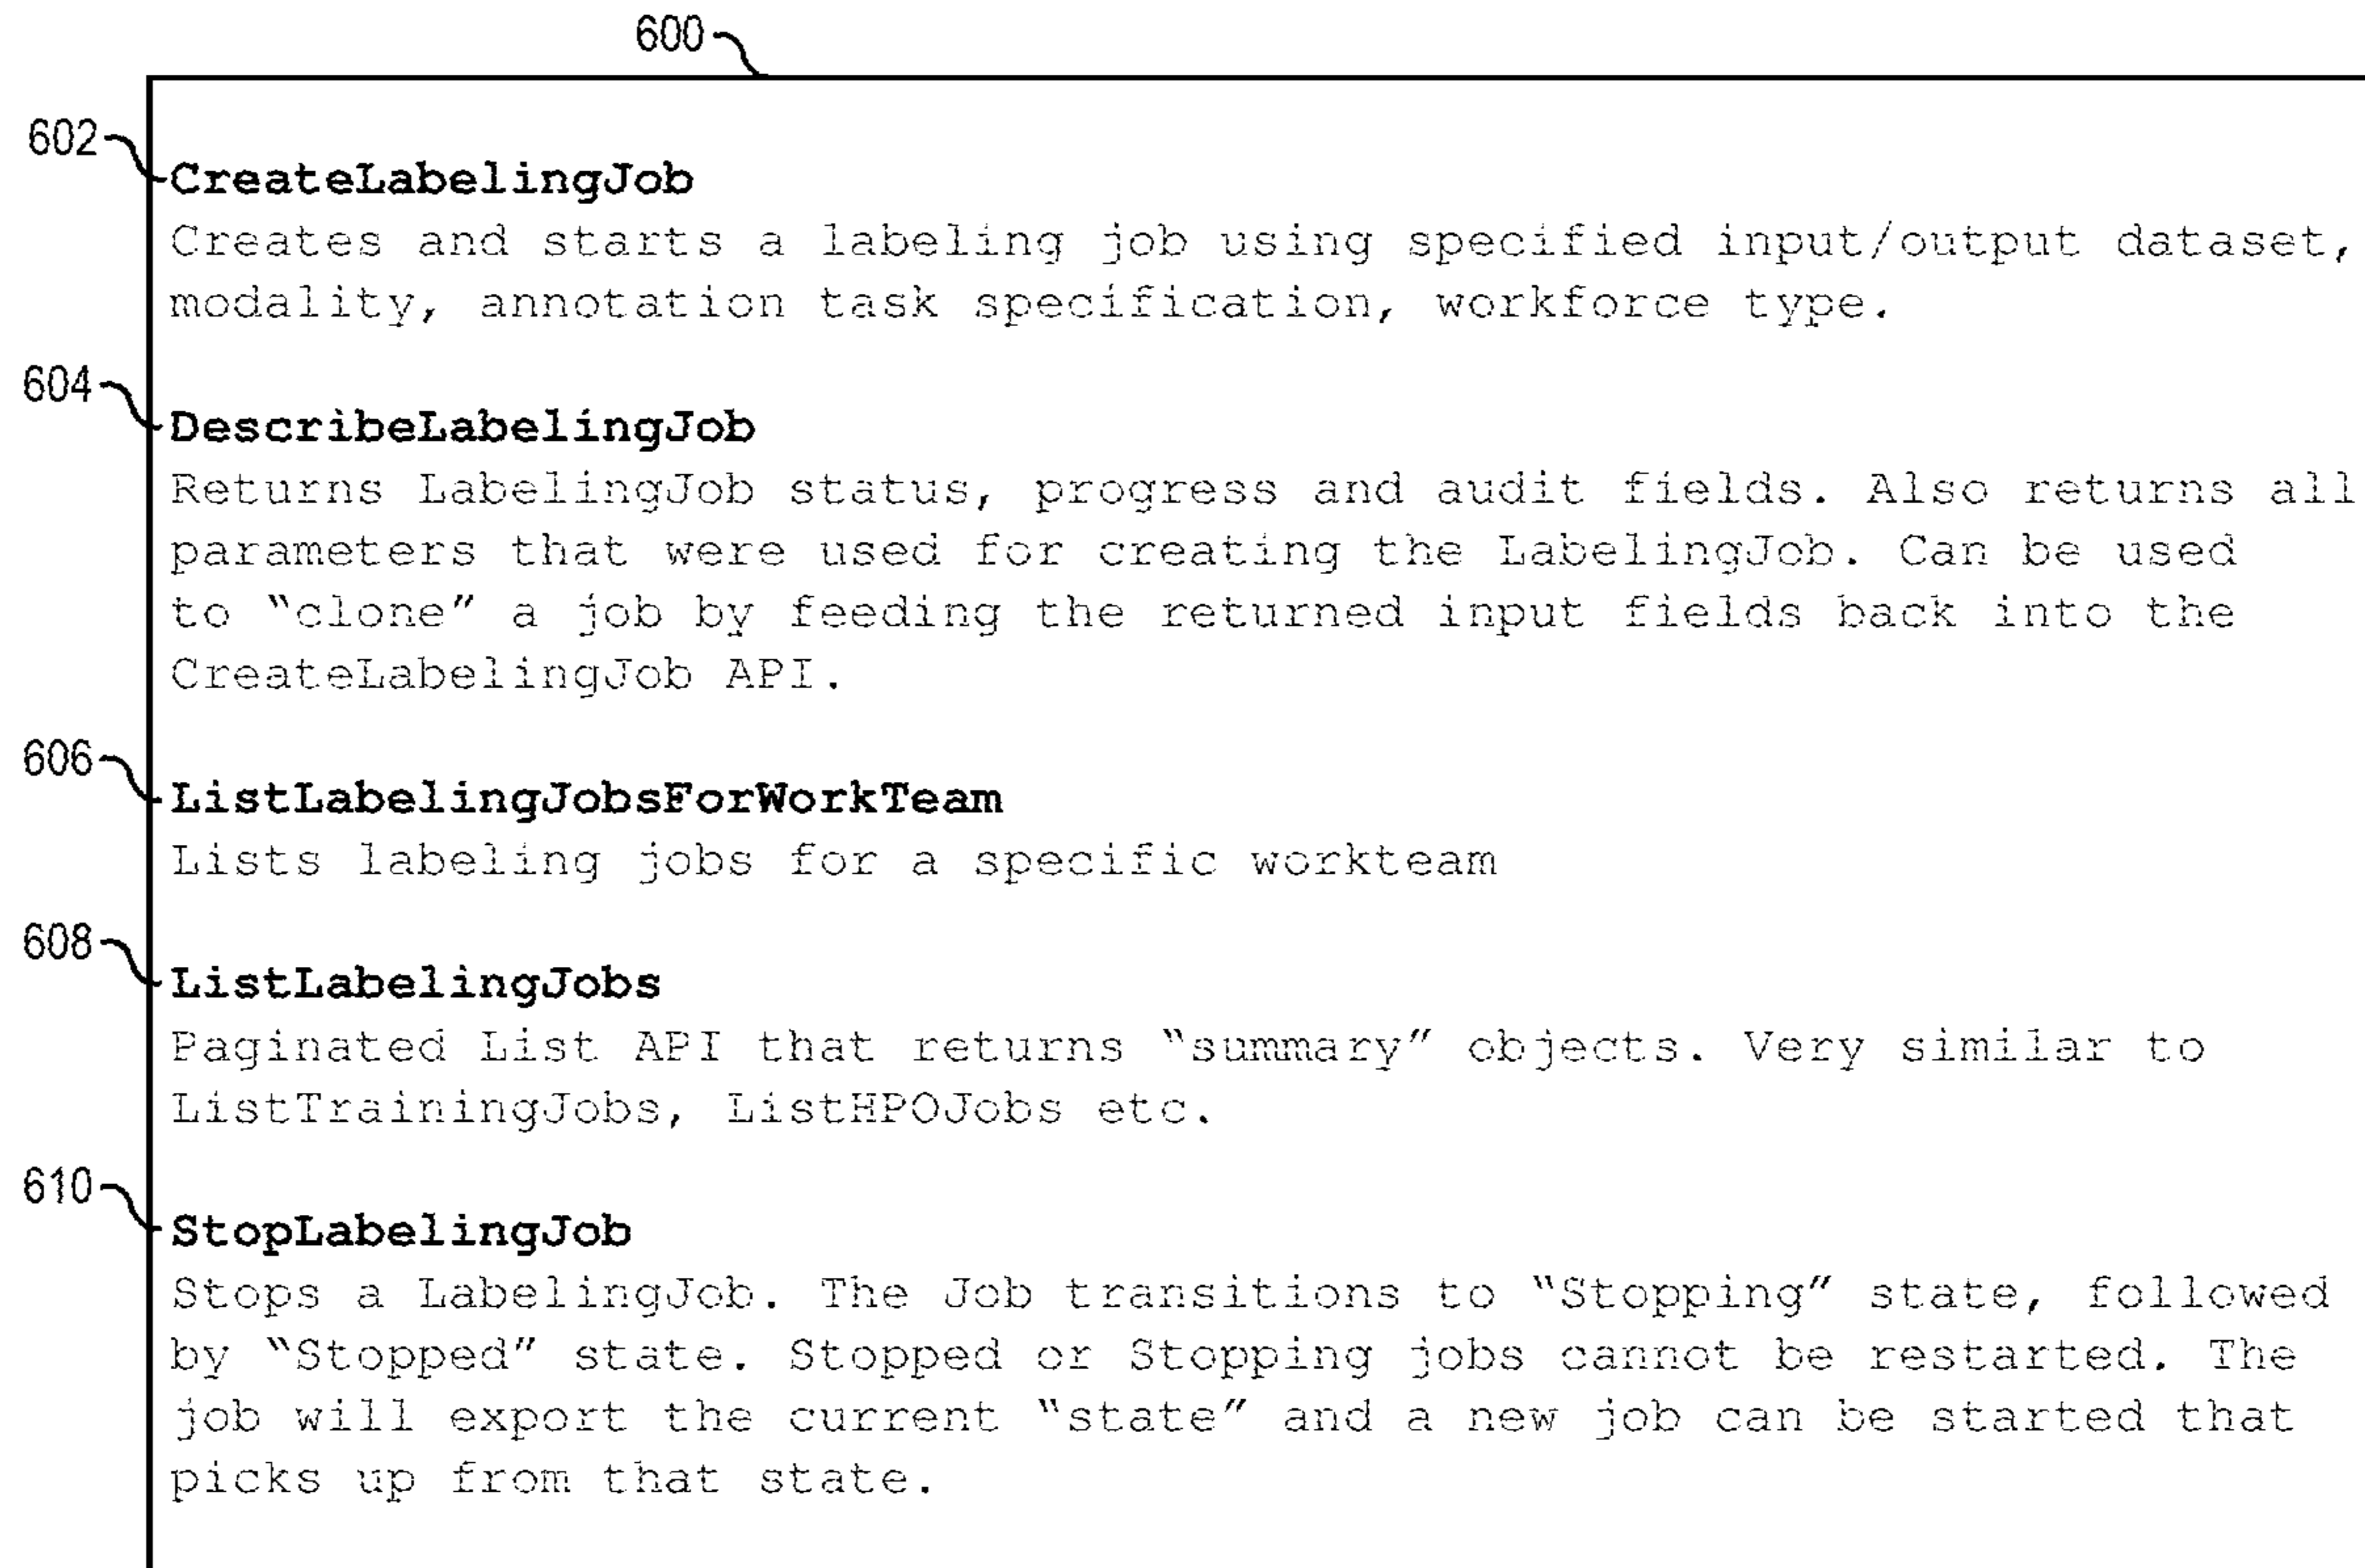 600
602
CreateLabelingJob
Creates and starts a labeling job using specified input/output dataset,
modality, annotation task specification, workforce type.
604
DescribeLabelingJob
Returns LabelingJob status, progress and audit fields. Also returns all
parameters that were used for creating the LabelingJob. Can be used
to “clone” a job by feeding the returned input fields back into the
CreateLabelingJob API.
606
ListLabelingJobsForWorkTeam
Lists labeling jobs for a specific workteam
608
ListLabelingJobs
Paginated List API that returns “summary” objects. Very similar to
ListTrainingJobs, ListHPOJobs etc.
610
StopLabelingJob
Stops a LabelingJob. The Job transitions to “Stopping” state, followed
by “Stopped” state. Stopped or Stopping jobs cannot be restarted. The
job will export the current “state” and a new job can be started that
picks up from that state.